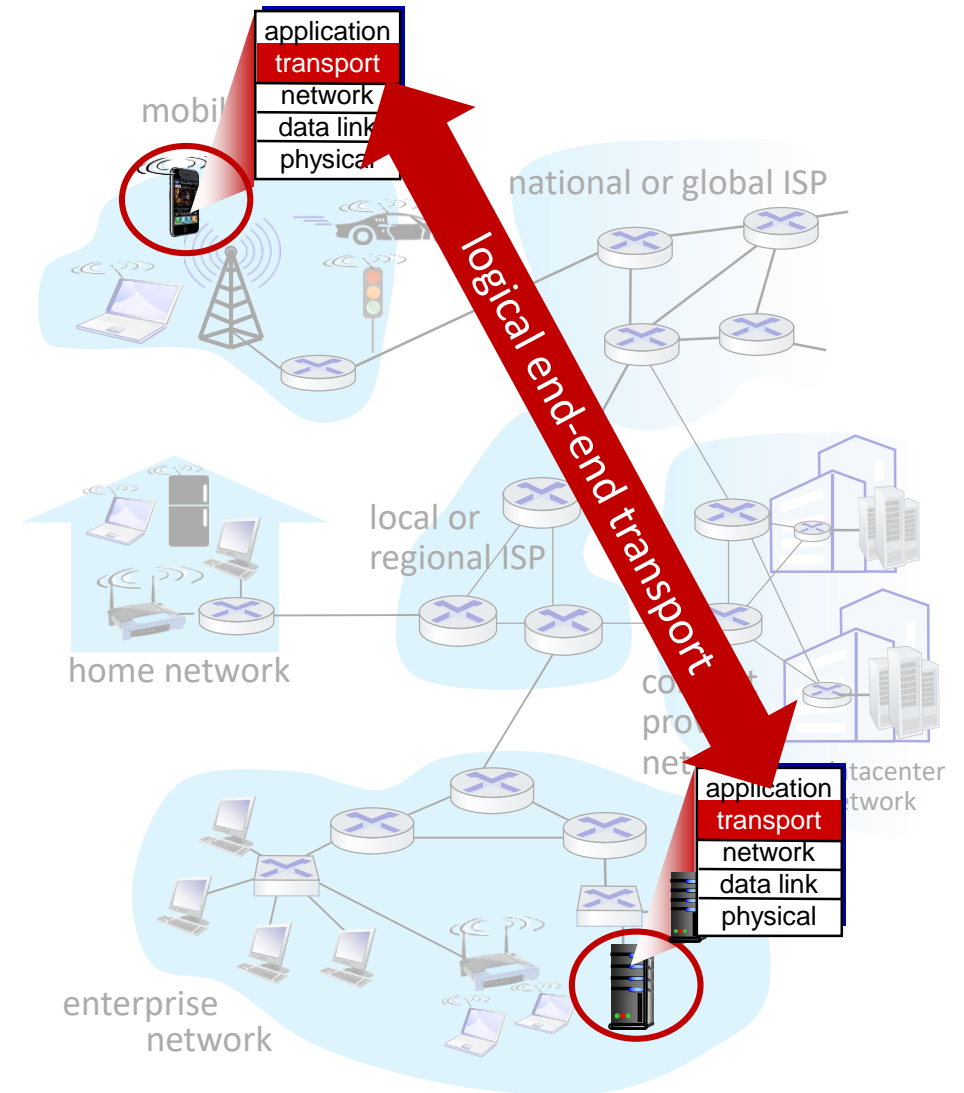 application
transport
network
data link
physical
national or global ISP
logical end-end transport
local or
regional ISP
home network
application
transport
network
data link
physical
network
enterprise
network